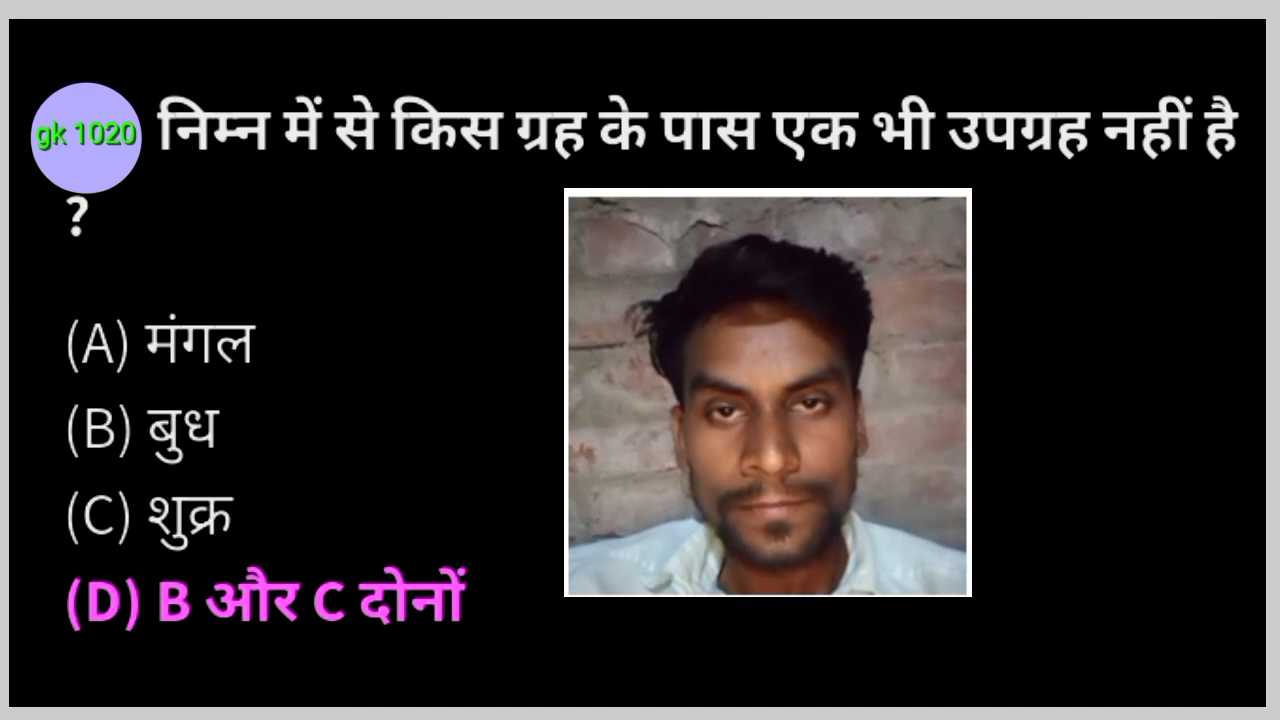 gk 1020
निम्न में से किस ग्रह के पास एक भी उपग्रह नहीं है
?
(A) मंगल
(B) बुध
(C) शुक्र
(D) B और C दोनों